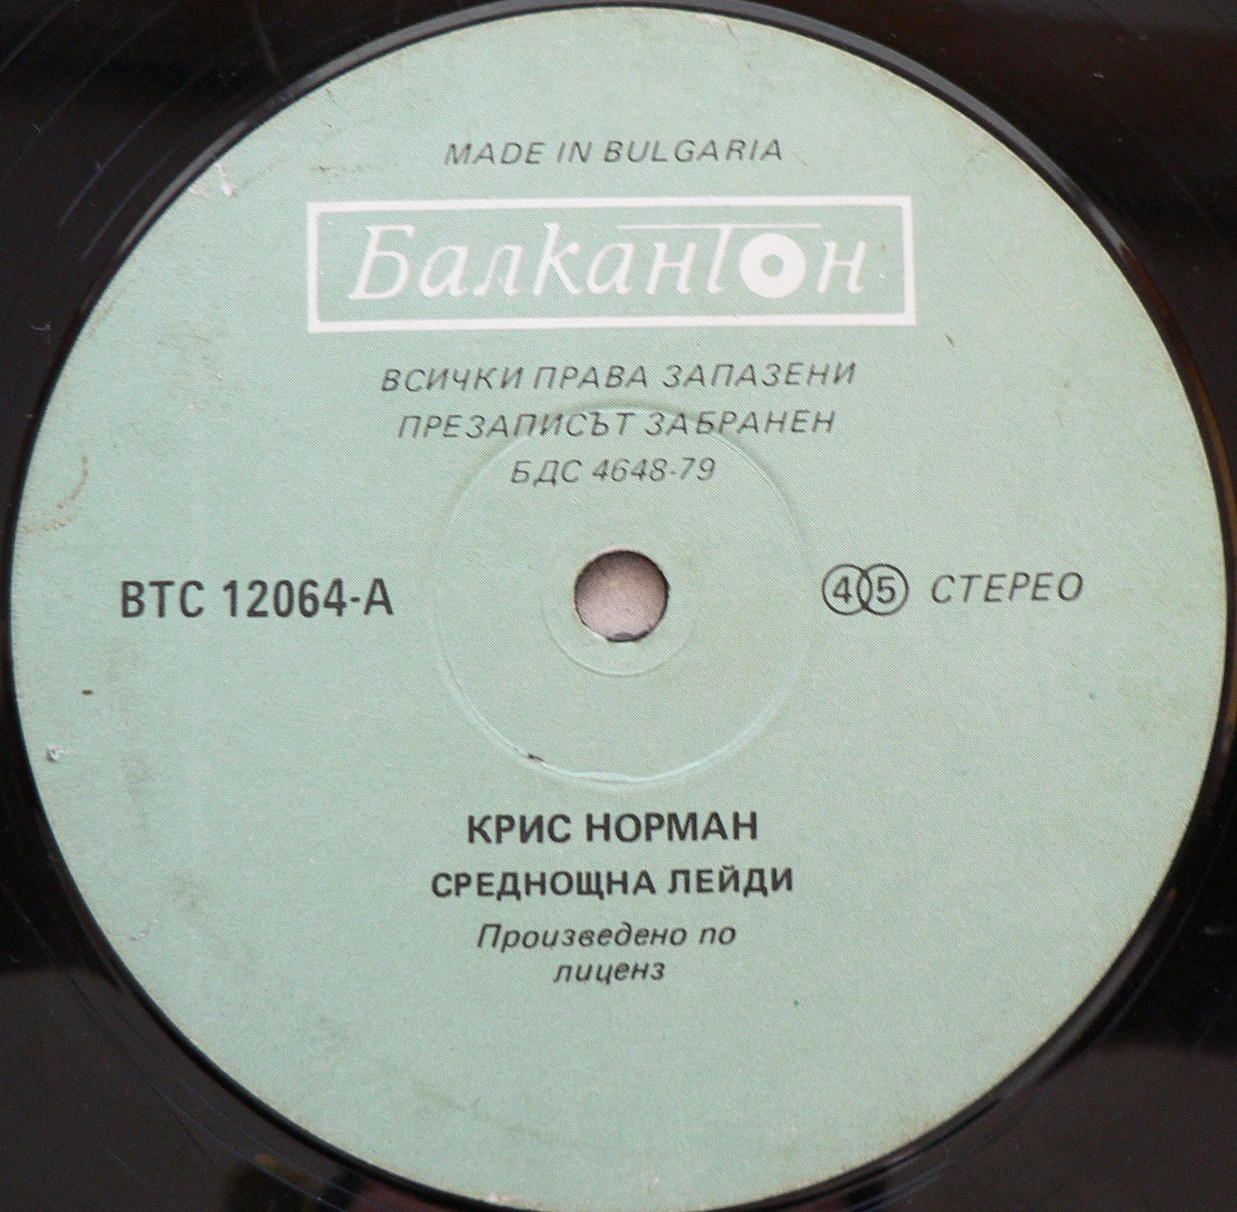 MADE IN BULGARIA
Балкантон
ВСИЧКИ ПРАВА ЗАПАЗЕНИ
ПРЕЗАПИСЪТ ЗАБРАНЕН
БДС 4648-79
ВТС 12064-А
45 СТЕРЕО
КРИС НОРМАН
СРЕДНОЩНА ЛЕЙДИ
Произведено по
лиценз